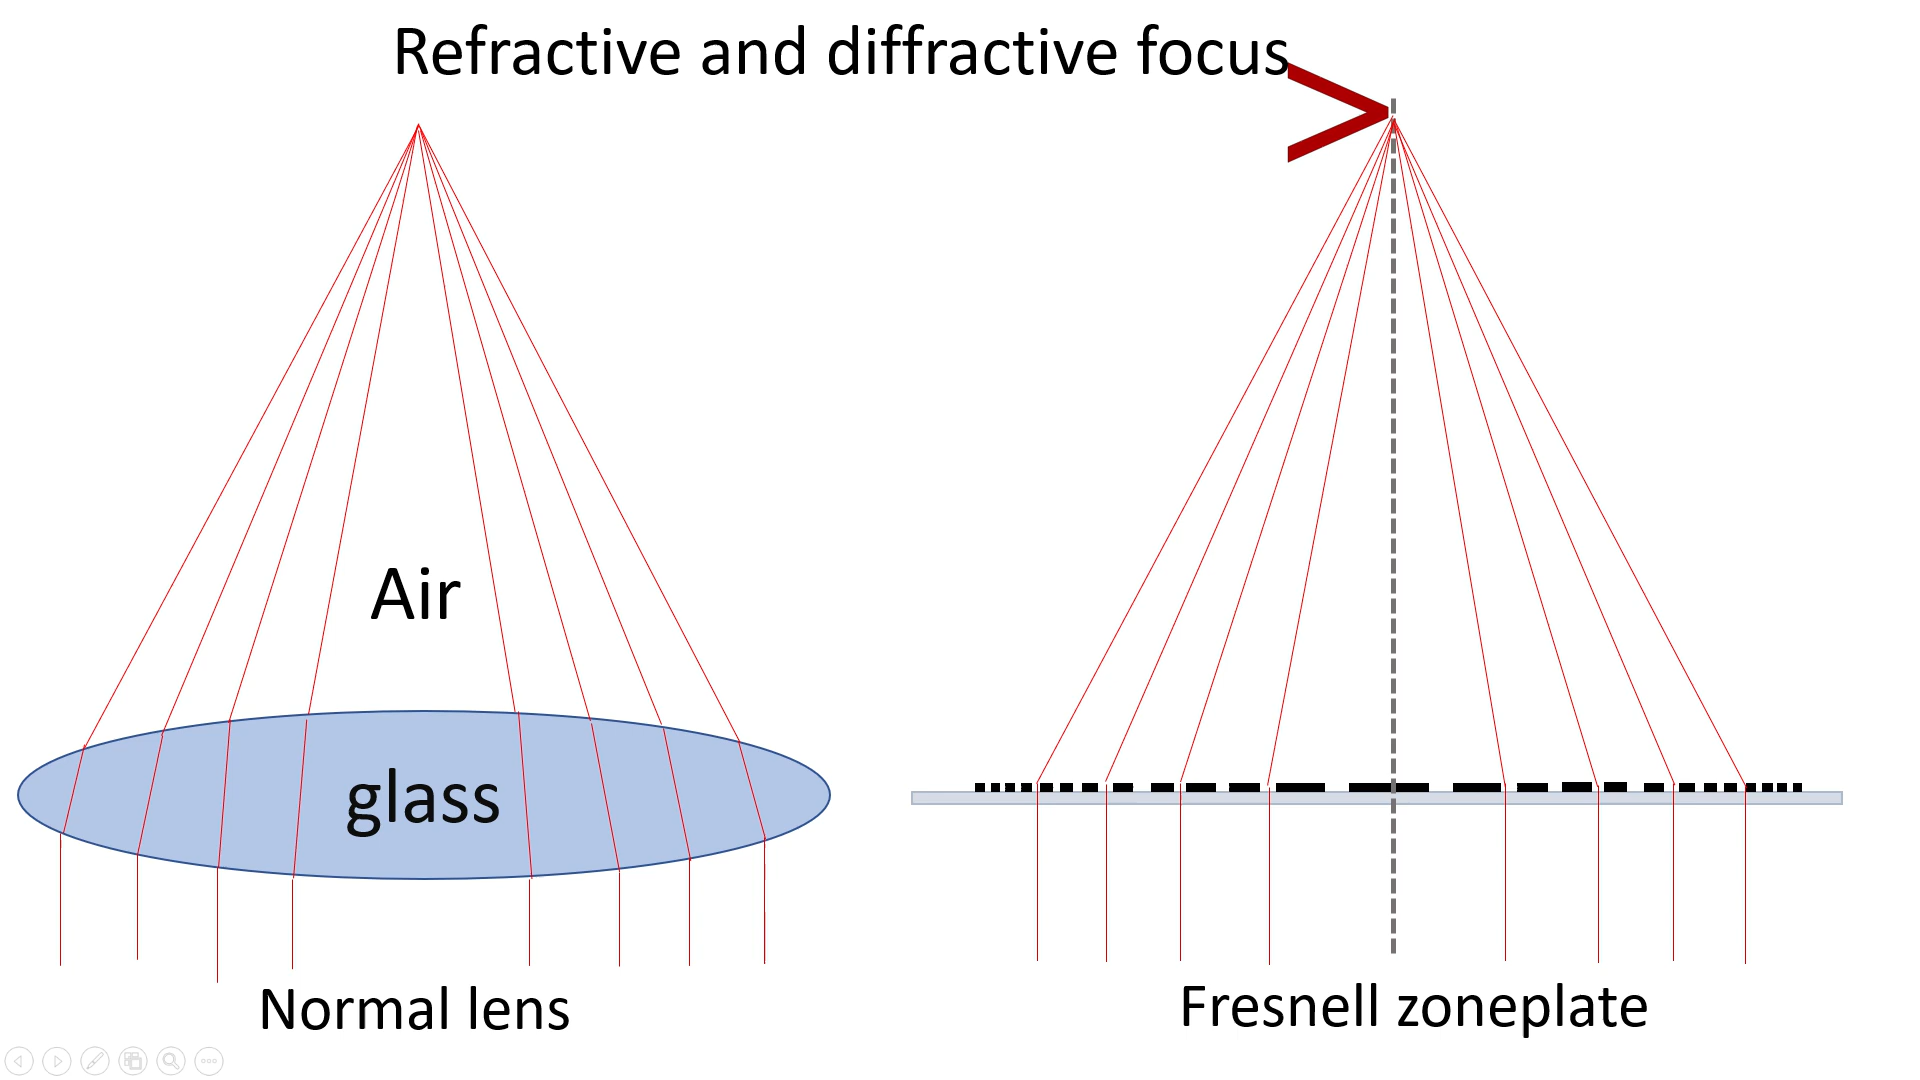 Refractive and diffractive focus
Air
glass
Normal lens
Fresnell zoneplate